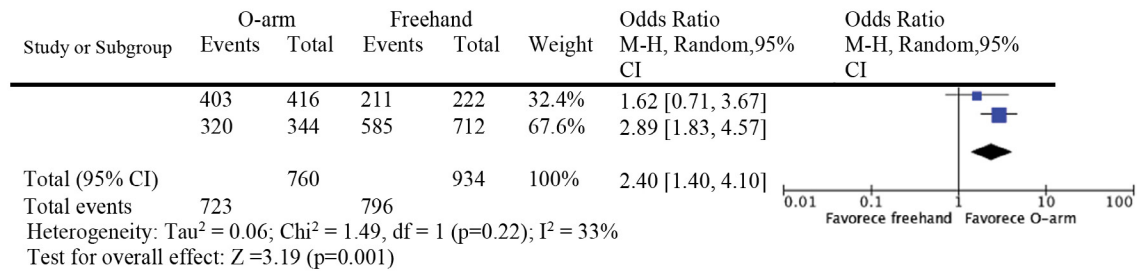 O-arm Freehand Odds Ratio Odds Ratio
Study or Subgroup Events Total Events Total Weight M-H, Random,95% CI M-H, Random,95% CI
403 416 211 222 32.4% 1.62 [0.71, 3.67]
320 344 585 712 67.6% 2.89 [1.83, 4.57]
Total (95% CI) 760 934 100% 2.40 [1.40, 4.10]
0.01 0.1 1 10 100
Total events 723 796
Favorece freehand Favorece O-arm
Heterogeneity: Tau² = 0.06; Chi² = 1.49, df = 1 (p=0.22); I² = 33%
Test for overall effect: Z =3.19 (p=0.001)